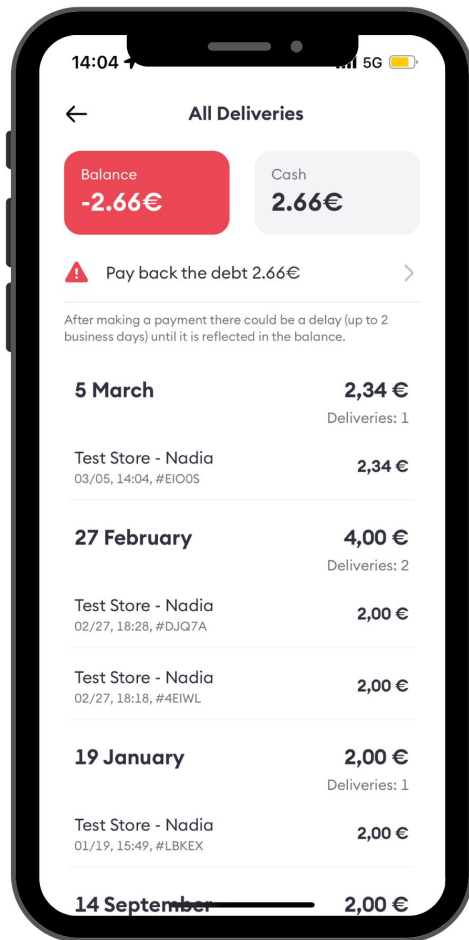 14:04
5G
All Deliveries
Balance
-2.66€
Cash
2.66€
Pay back the debt 2.66€
After making a payment there could be a delay (up to 2
business days) until it is reflected in the balance.
5 March 2,34 €
Deliveries: 1
Test Store - Nadia 2,34 €
03/05, 14:04, #EIO0S
27 February 4,00 €
Deliveries: 2
Test Store - Nadia 2,00 €
02/27, 18:28, #DJQ7A
Test Store - Nadia 2,00 €
02/27, 18:18, #4EIWL
19 January 2,00 €
Deliveries: 1
Test Store - Nadia 2,00 €
01/19, 15:49, #LBKEX
14 September 2,00 €